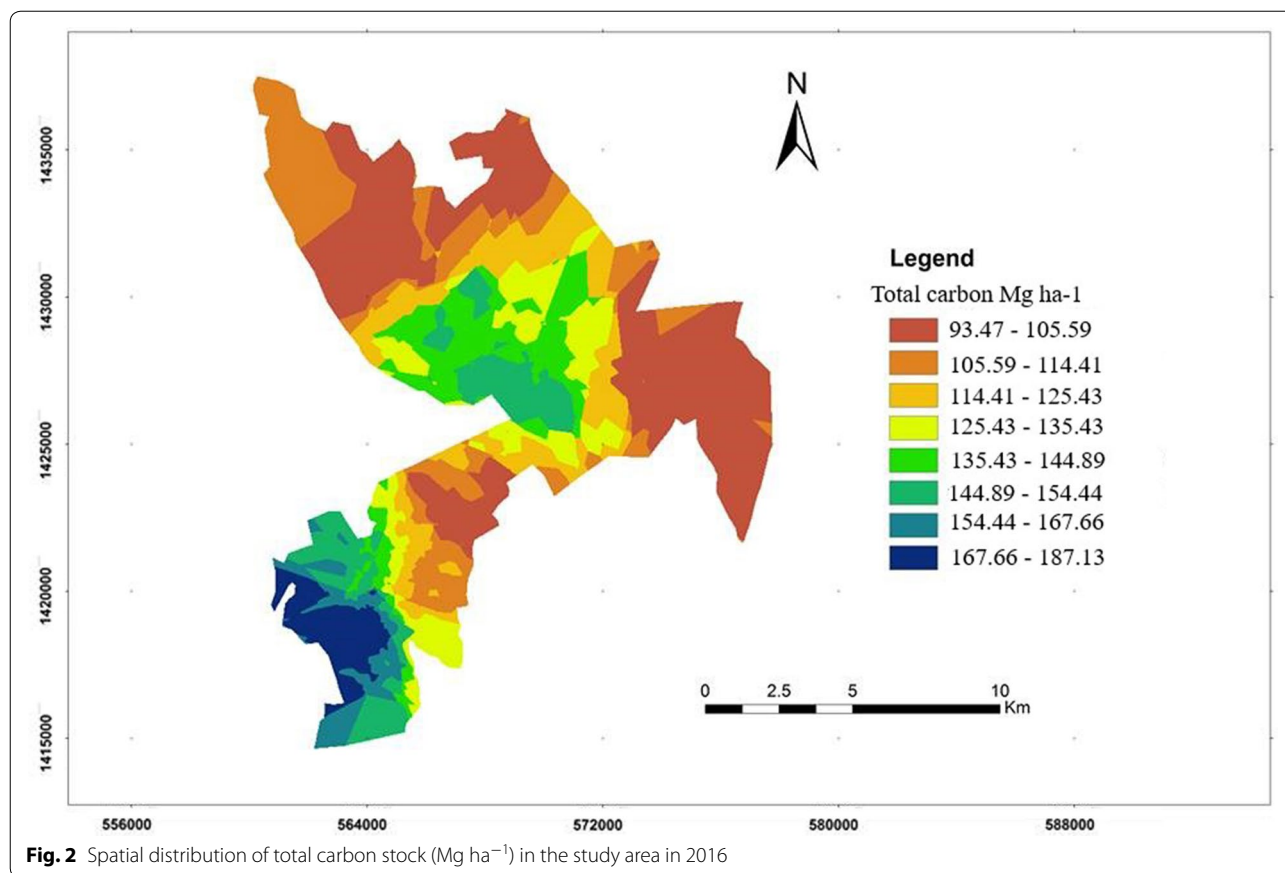 N
1435000
1430000
1425000
1420000
1415000
Legend
Total carbon Mg ha-1
93.47 - 105.59
105.59 - 114.41
114.41 - 125.43
125.43 - 135.43
135.43 - 144.89
144.89 - 154.44
154.44 - 167.66
167.66 - 187.13
0 2.5 5 10
Km
556000 564000 572000 580000 588000
Fig. 2 Spatial distribution of total carbon stock (Mg ha⁻¹) in the study area in 2016